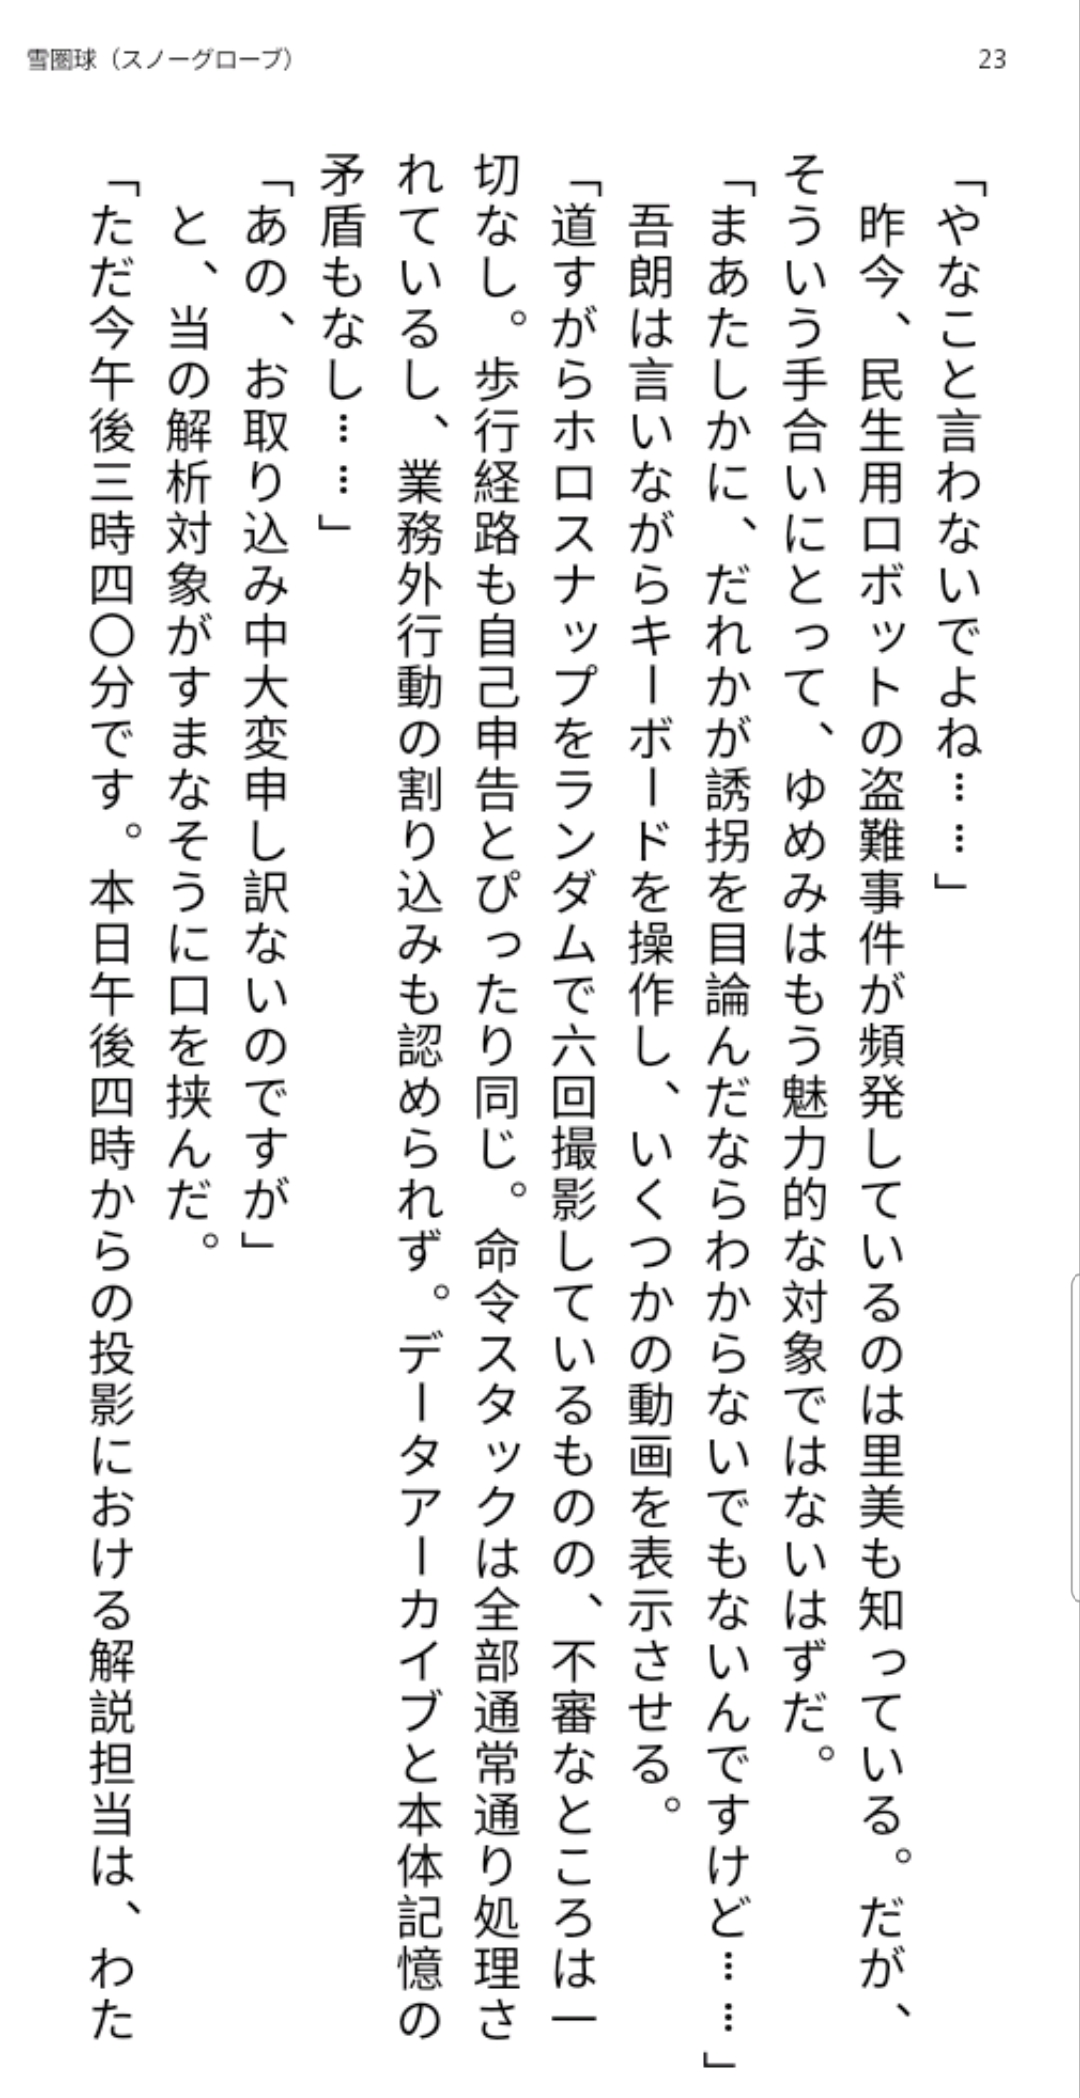 雪圏球（スノーグローブ）
23
「やなこと言わないでよね……」
　昨今、民生用ロボットの盗難事件が頻発しているのは里美も知っている。だが、
そういう手合いにとって、ゆめみはもう魅力的な対象ではないはずだ。
「まあたしかに、だれかが誘拐を目論んだならわからないでもないんですけど……」
　吾朗は言いながらキーボードを操作し、いくつかの動画を表示させる。
「道すがらホロスナップをランダムで六回撮影しているものの、不審なところは一
切なし。歩行経路も自己申告とぴったり同じ。命令スタックは全部通常通り処理さ
れているし、業務外行動の割り込みも認められず。データアーカイブと本体記憶の
矛盾もなし……」
「あの、お取り込み中大変申し訳ないのですが」
　と、当の解析対象がすまなそうに口を挟んだ。
「ただ今午後三時四〇分です。本日午後四時からの投影における解説担当は、わた